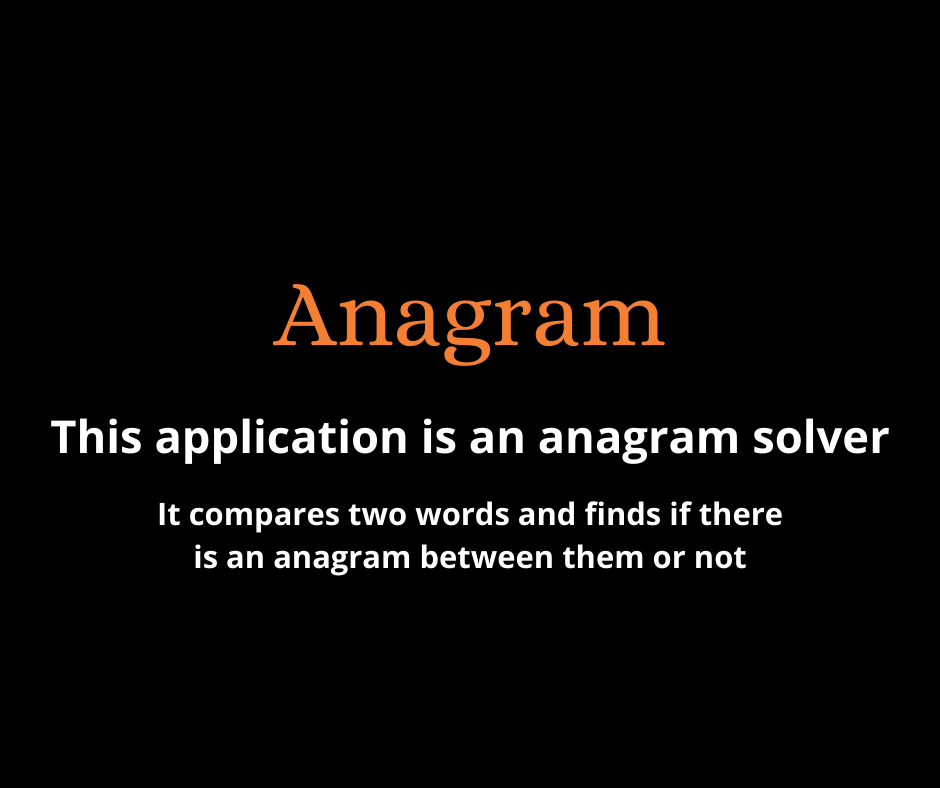 Anagram
This application is an anagram solver
It compares two words and finds if there
is an anagram between them or not